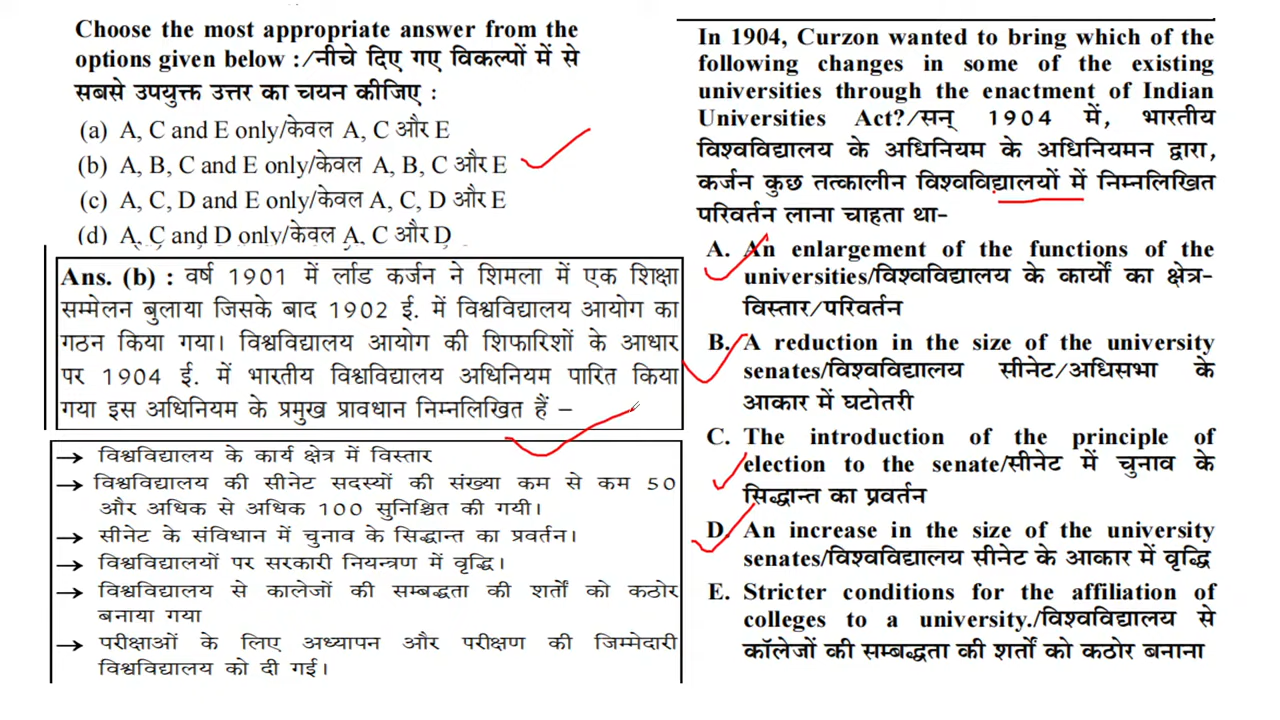 Choose the most appropriate answer from the
options given below :/नीचे दिए गए विकल्पों में से
सबसे उपयुक्त उत्तर का चयन कीजिए :
(a) A, C and E only/केवल A, C और E
(b) A, B, C and E only/केवल A, B, C और E
(c) A, C, D and E only/केवल A, C, D और E
(d) A, C and D only/केवल A, C और D
Ans. (b) : वर्ष 1901 में र्लाड कर्जन ने शिमला में एक शिक्षा
सम्मेलन बुलाया जिसके बाद 1902 ई. में विश्वविद्यालय आयोग का
गठन किया गया। विश्वविद्यालय आयोग की शिफारिशों के आधार
पर 1904 ई. में भारतीय विश्वविद्यालय अधिनियम पारित किया
गया इस अधिनियम के प्रमुख प्रावधान निम्नलिखित हैं –
→ विश्वविद्यालय के कार्य क्षेत्र में विस्तार
→ विश्वविद्यालय की सीनेट सदस्यों की संख्या कम से कम 50
और अधिक से अधिक 100 सुनिश्चित की गयी।
→ सीनेट के संविधान में चुनाव के सिद्धान्त का प्रवर्तन।
→ विश्वविद्यालयों पर सरकारी नियन्त्रण में वृद्धि।
→ विश्वविद्यालय से कालेजों की सम्बद्धता की शर्तों को कठोर
बनाया गया
→ परीक्षाओं के लिए अध्यापन और परीक्षण की जिम्मेदारी
विश्वविद्यालय को दी गई।
In 1904, Curzon wanted to bring which of the
following changes in some of the existing
universities through the enactment of Indian
Universities Act?/सन् 1904 में, भारतीय
विश्वविद्यालय के अधिनियम के अधिनियमन द्वारा,
कर्जन कुछ तत्कालीन विश्वविद्यालयों में निम्नलिखित
परिवर्तन लाना चाहता था-
A. An enlargement of the functions of the
universities/विश्वविद्यालय के कार्यों का क्षेत्र-
विस्तार/परिवर्तन
B. A reduction in the size of the university
senates/विश्वविद्यालय सीनेट/अधिसभा के
आकार में घटोतरी
C. The introduction of the principle of
election to the senate/सीनेट में चुनाव के
सिद्धान्त का प्रवर्तन
D. An increase in the size of the university
senates/विश्वविद्यालय सीनेट के आकार में वृद्धि
E. Stricter conditions for the affiliation of
colleges to a university./विश्वविद्यालय से
कॉलेजों की सम्बद्धता की शर्तों को कठोर बनाना